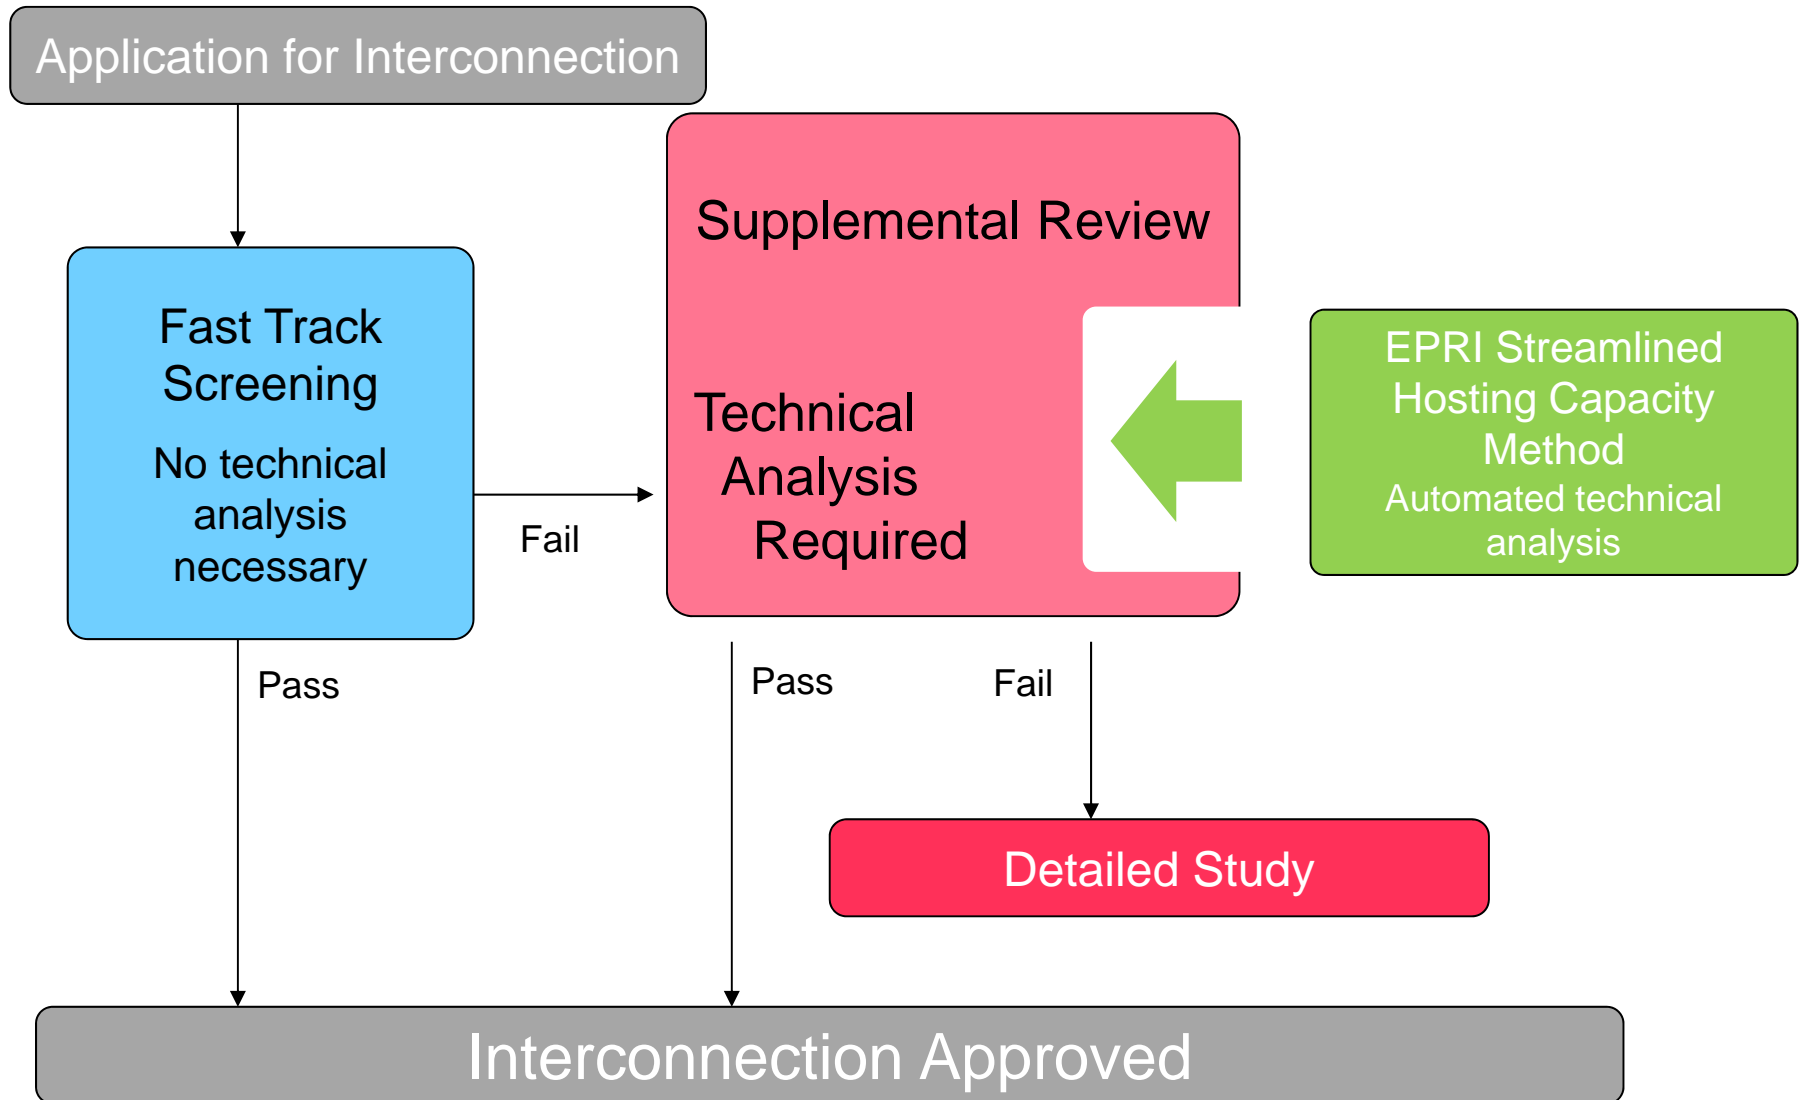 Application for Interconnection
Supplemental Review
Fast Track
Screening
No technical
analysis
necessary
Fail
Technical
Analysis
Required
EPRI Streamlined
Hosting Capacity
Method
Automated technical
analysis
Pass
Pass
Fail
Detailed Study
Interconnection Approved